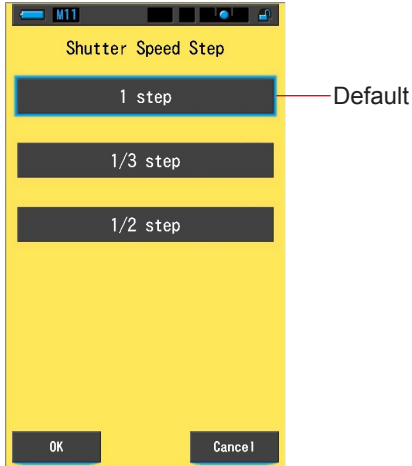 M11
Shutter Speed Step
1 step
Default
1/3 step
1/2 step
OK
Cancel